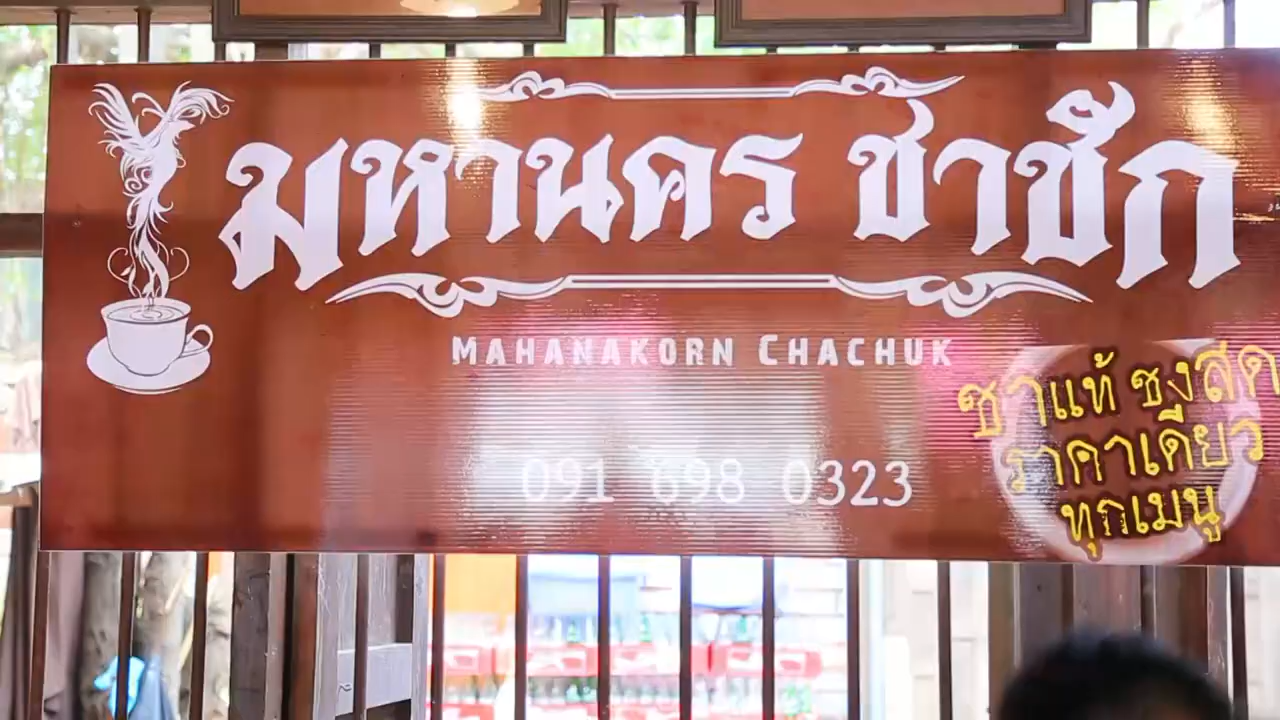 มหานคร ชาชัก
MAHANAKORN CHACHUK
091 698 0323
ชาแท้ ชงสด
ราคาเดียว
ทุกเมนู